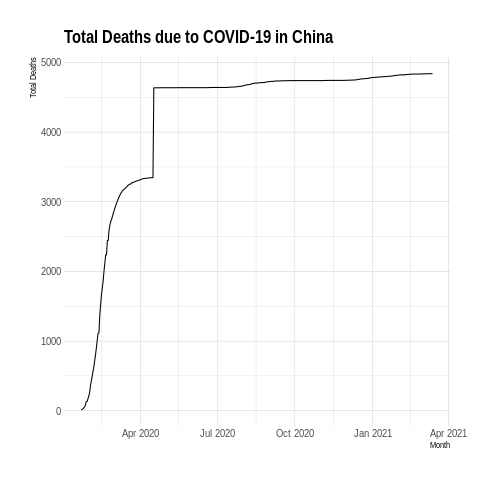 Total Deaths due to COVID-19 in China
Total Deaths
5000
4000
3000
2000
1000
0
Apr 2020 Jul 2020 Oct 2020 Jan 2021 Apr 2021
Month